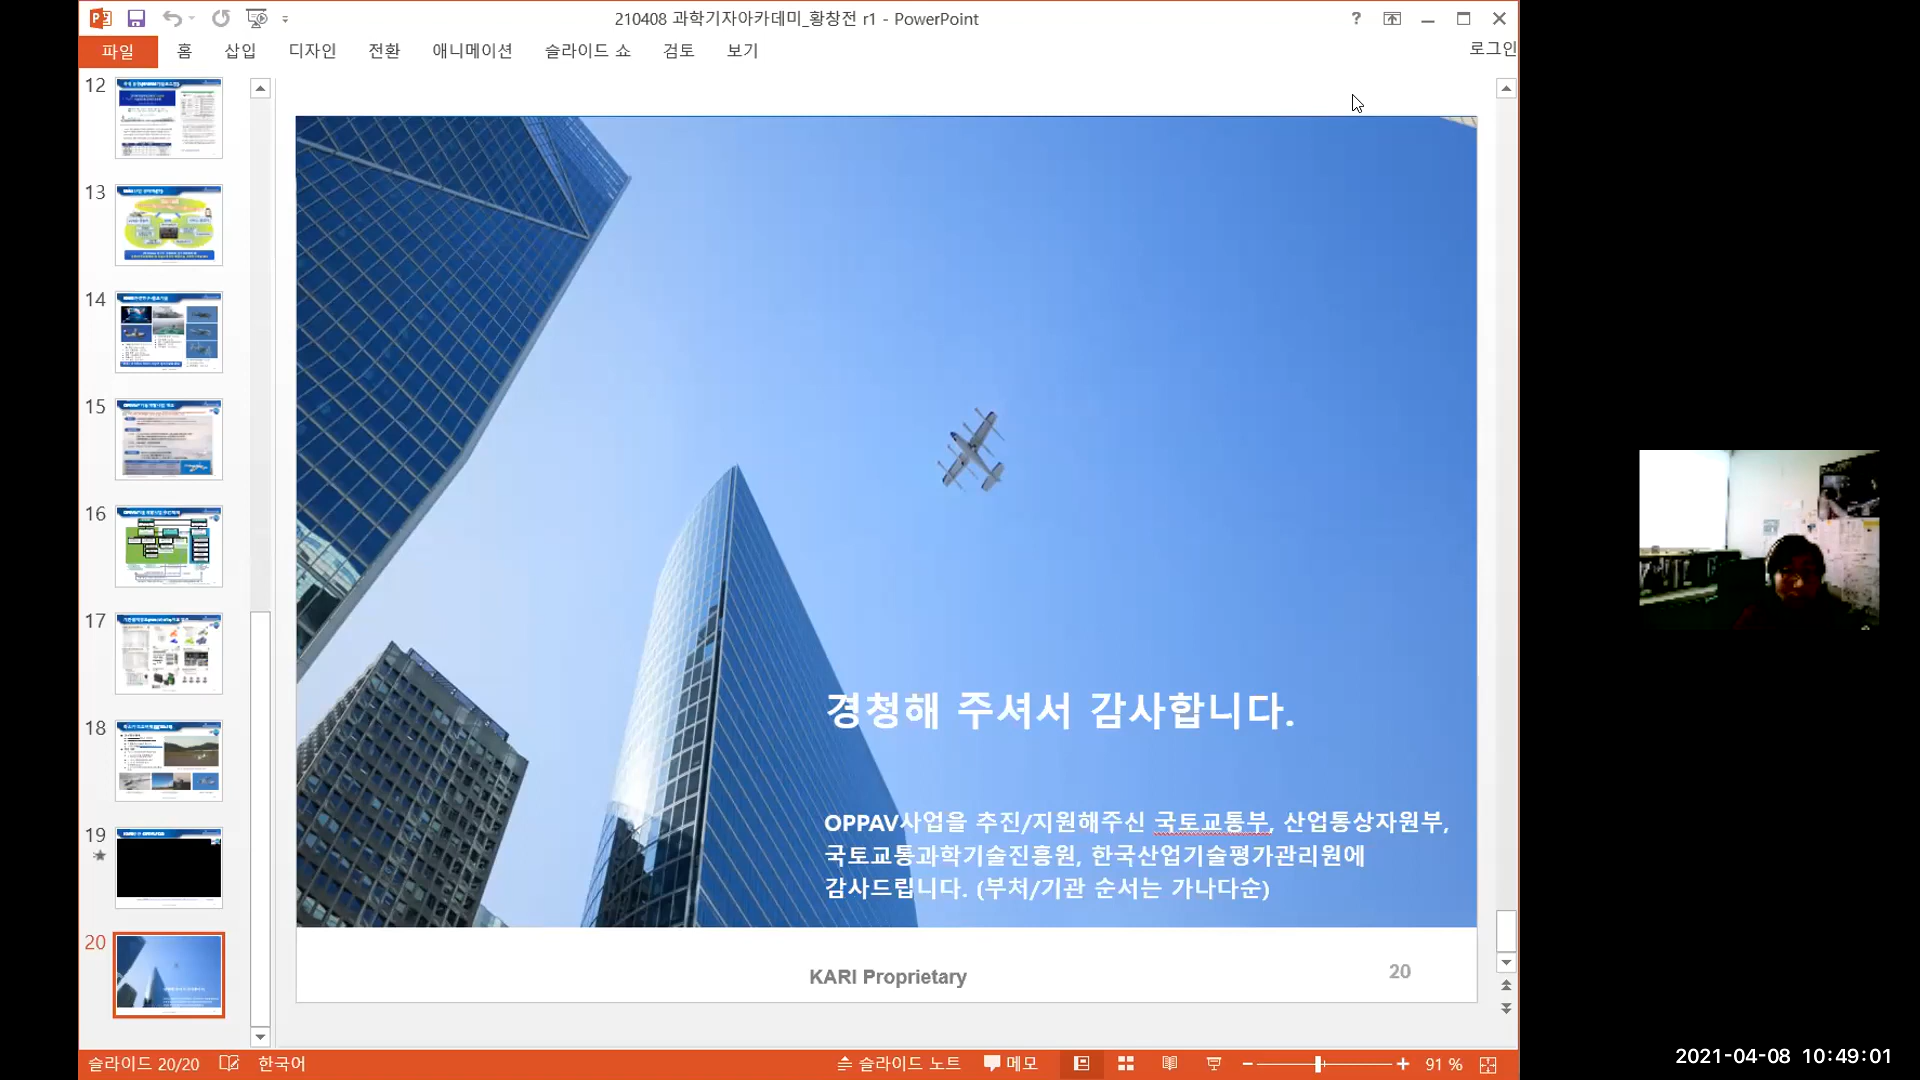 210408 과학기자아카데미_황창전 r1 - PowerPoint
?
파일 홈 삽입 디자인 전환 애니메이션 슬라이드 쇼 검토 보기 로그인
12
13
14
15
16
17
18
19
20
경청해 주셔서 감사합니다.
OPPAV사업을 추진/지원해주신 국토교통부, 산업통상자원부,
국토교통과학기술진흥원, 한국산업기술평가관리원에
감사드립니다. (부처/기관 순서는 가나다순)
KARI Proprietary
20
슬라이드 20/20 한국어 슬라이드 노트 메모 91 %
2021-04-08 10:49:01